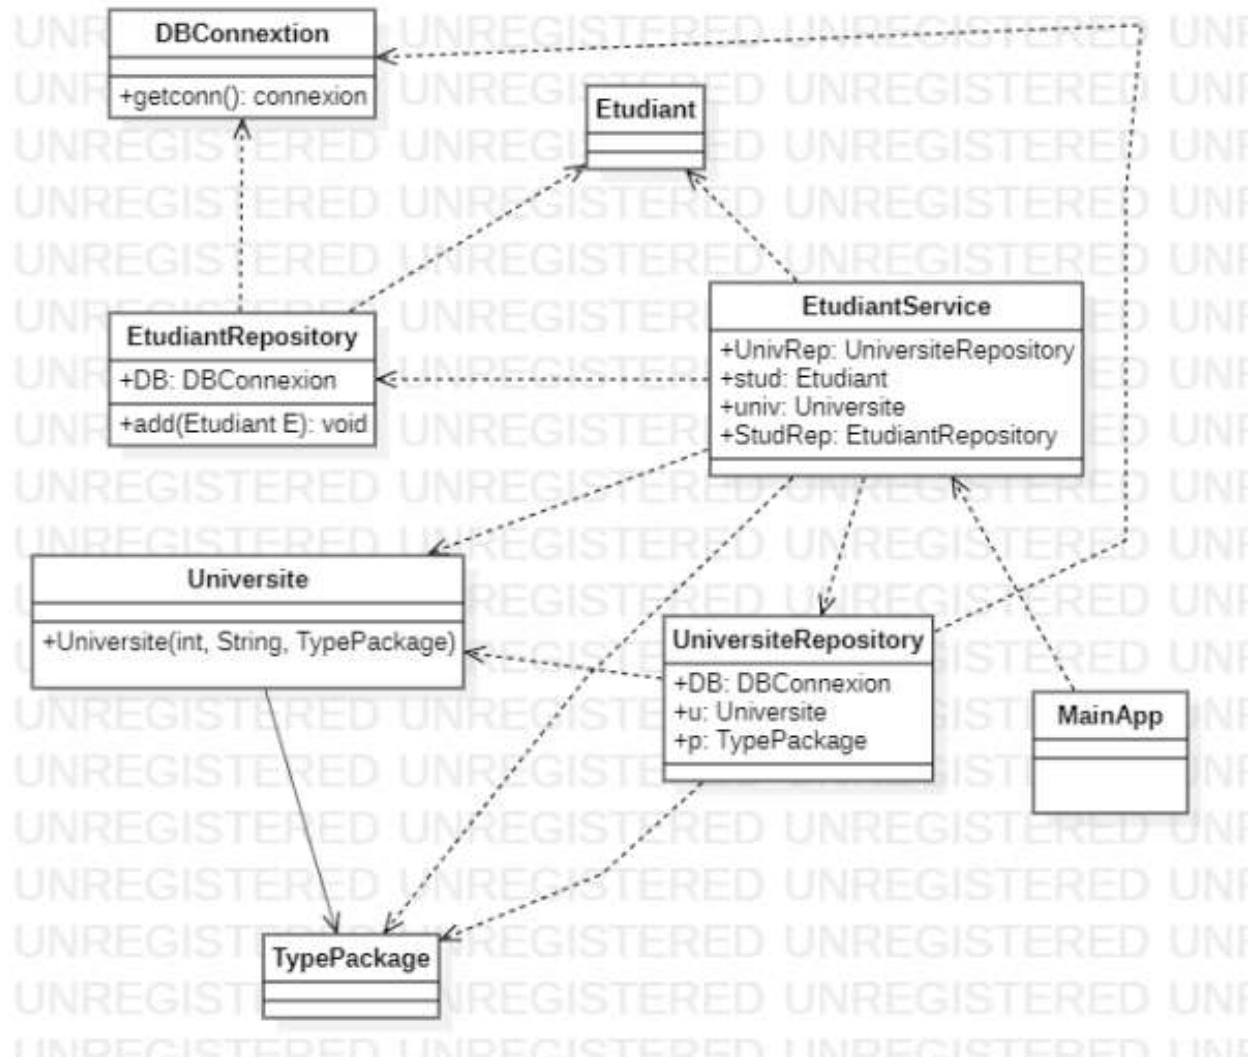 DBConnextion
+getconn(): connexion
Etudiant
EtudiantService
+UnivRep: UniversiteRepository
+stud: Etudiant
+univ: Universite
+StudRep: EtudiantRepository
EtudiantRepository
+DB: DBConnexion
+add(Etudiant E): void
Universite
+Universite(int, String, TypePackage)
UniversiteRepository
+DB: DBConnexion
+u: Universite
+p: TypePackage
MainApp
TypePackage
UNREGISTERED